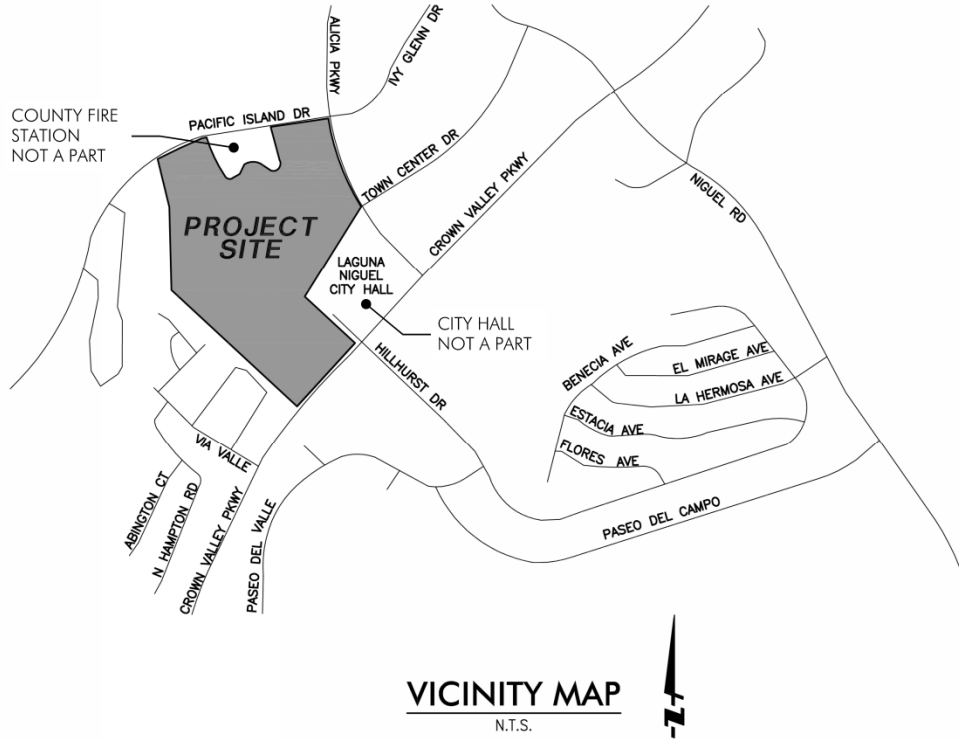 ALICIA PKWY
IVY GLENN DR
COUNTY FIRE
STATION
NOT A PART
PACIFIC ISLAND DR
TOWN CENTER DR
CROWN VALLEY PKWY
NIGUEL RD
PROJECT
SITE
LAGUNA
NIGUEL
CITY HALL
CITY HALL
NOT A PART
HILLHURST DR
BENECIA AVE
EL MIRAGE AVE
LA HERMOSA AVE
ESTACIA AVE
FLORES AVE
VIA VALLE
ABINGTON CT
N HAMPTON RD
CROWN VALLEY PKWY
PASEO DEL VALLE
PASEO DEL CAMPO
VICINITY MAP
N.T.S.
N